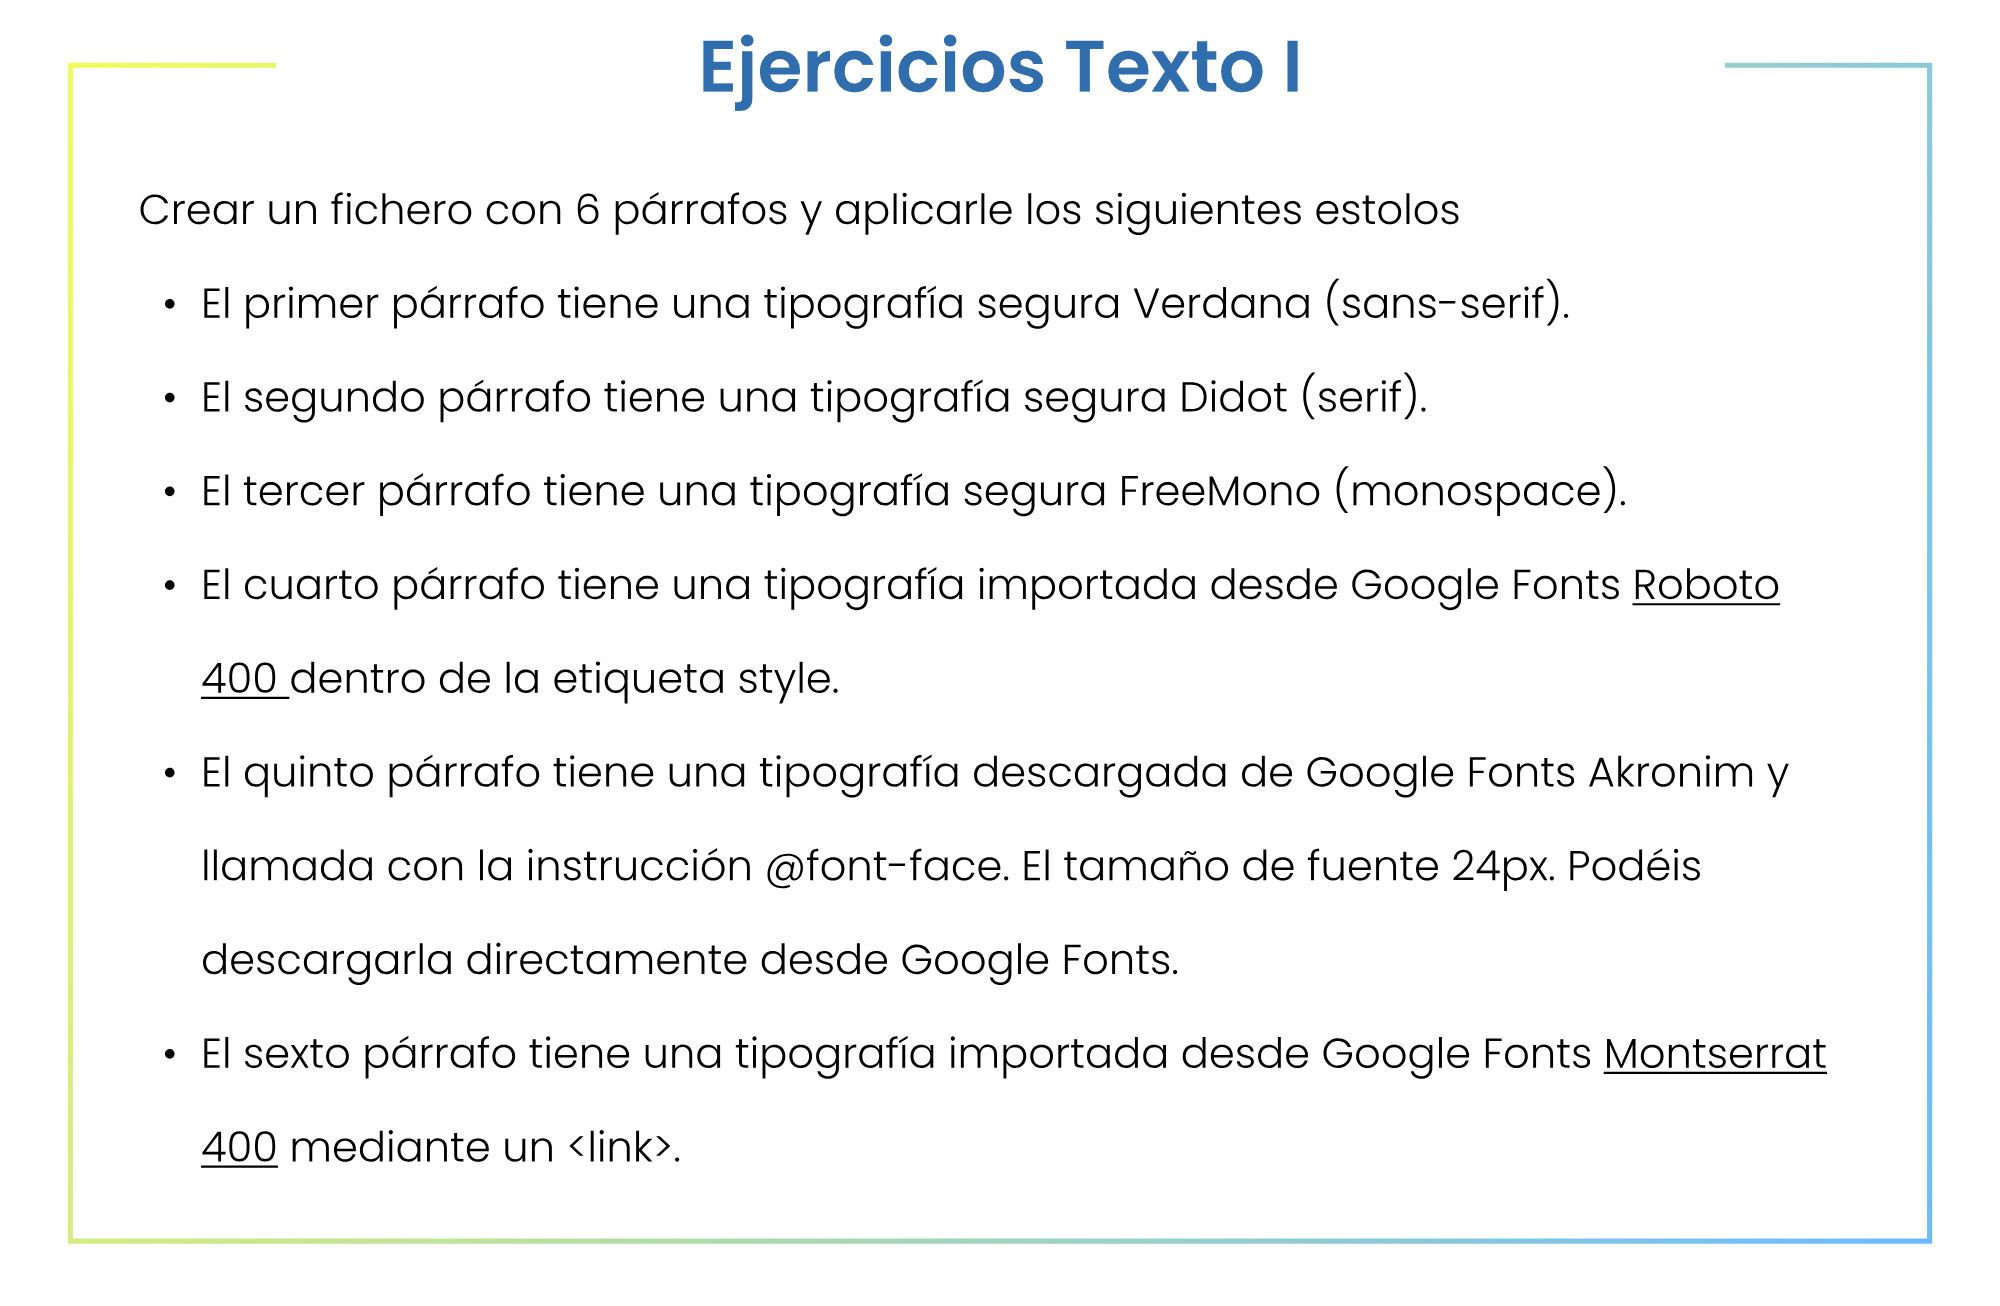 Ejercicios Texto I
Crear un fichero con 6 párrafos y aplicarle los siguientes estolos
• El primer párrafo tiene una tipografía segura Verdana (sans-serif).
• El segundo párrafo tiene una tipografía segura Didot (serif).
• El tercer párrafo tiene una tipografía segura FreeMono (monospace).
• El cuarto párrafo tiene una tipografía importada desde Google Fonts Roboto
400 dentro de la etiqueta style.
• El quinto párrafo tiene una tipografía descargada de Google Fonts Akronim y
llamada con la instrucción @font-face. El tamaño de fuente 24px. Podéis
descargarla directamente desde Google Fonts.
• El sexto párrafo tiene una tipografía importada desde Google Fonts Montserrat
400 mediante un <link>.